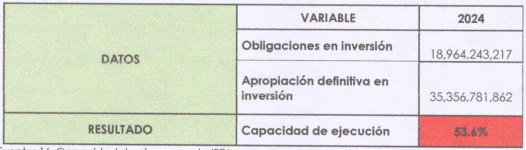 VARIABLE 2024
DATOS
Obligaciones en inversión 18,964,243,217
Apropiación definitiva en inversión 35,356,781,862
RESULTADO Capacidad de ejecución 53.6%